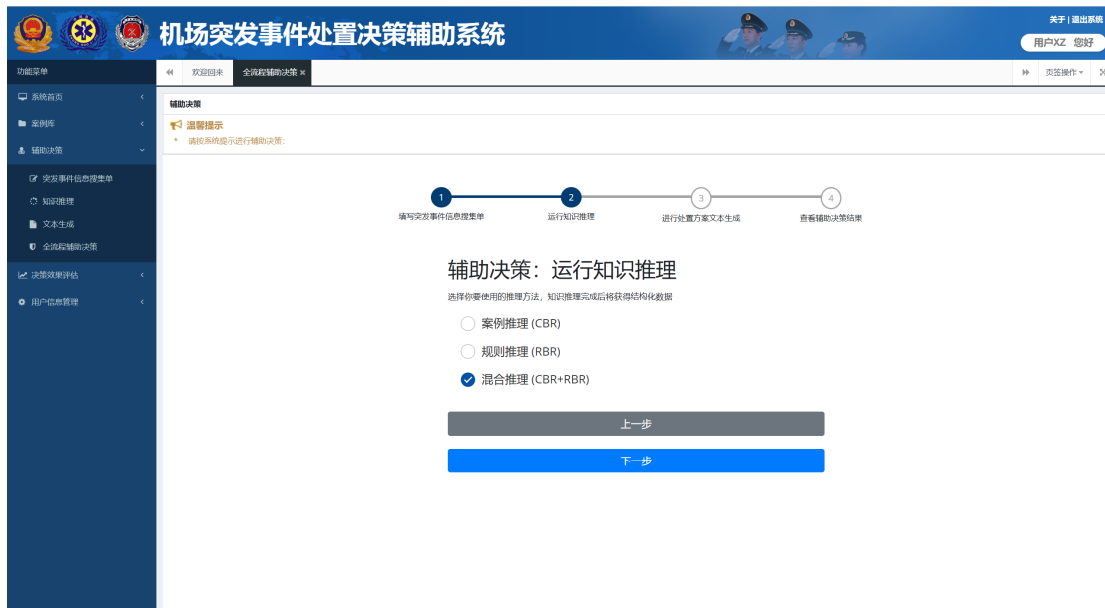 机场突发事件处置决策辅助系统
关于 | 退出系统
用户XZ 您好
功能菜单
欢迎回来
全流程辅助决策
页签操作
系统首页
案例库
辅助决策
突发事件信息搜集单
知识推理
文本生成
全流程辅助决策
决策效果评估
用户信息管理
辅助决策
温馨提示
* 请按系统提示进行辅助决策：
1
2
3
4
填写突发事件信息搜集单
运行知识推理
进行处置方案文本生成
查看辅助决策结果
辅助决策：运行知识推理
选择你要使用的推理方法，知识推理完成后将获得结构化数据
案例推理 (CBR)
规则推理 (RBR)
混合推理 (CBR+RBR)
上一步
下一步